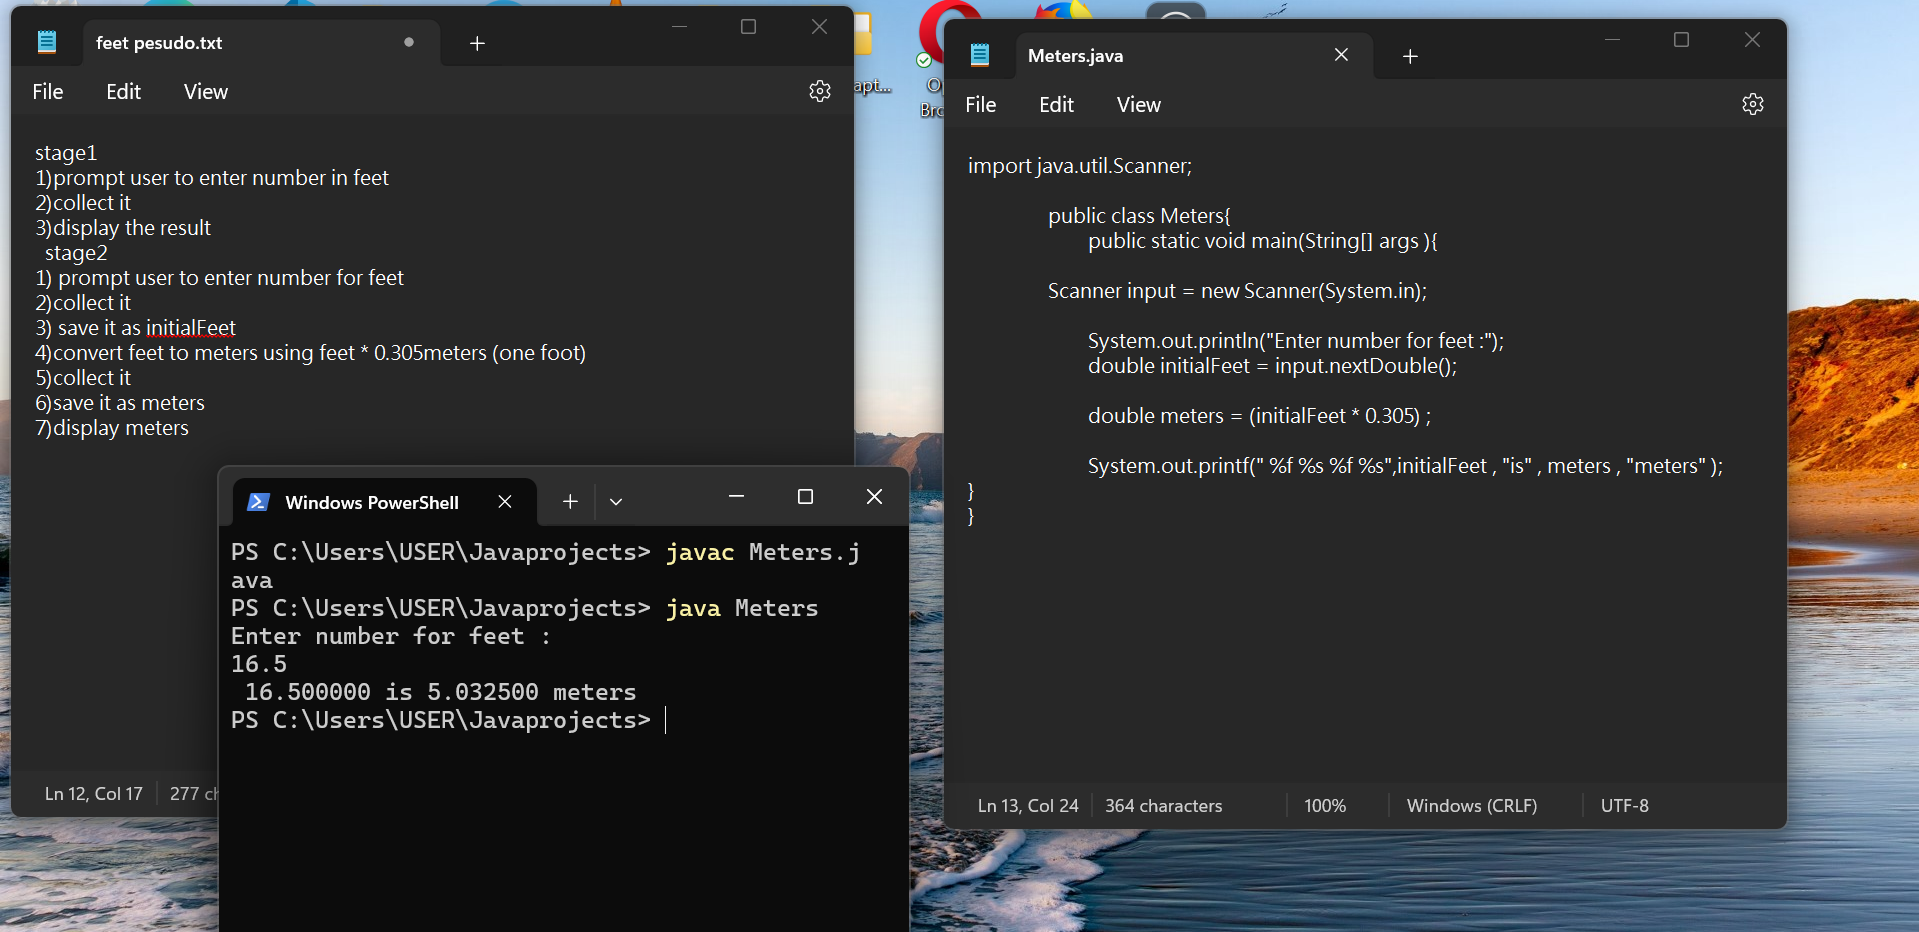 feet pesudo.txt
File Edit View
stage1
1)prompt user to enter number in feet
2)collect it
3)display the result
stage2
1) prompt user to enter number for feet
2)collect it
3) save it as initialFeet
4)convert feet to meters using feet * 0.305meters (one foot)
5)collect it
6)save it as meters
7)display meters
Ln 12, Col 17 277 ch
Windows PowerShell
PS C:\Users\USER\Javaprojects> javac Meters.j
ava
PS C:\Users\USER\Javaprojects> java Meters
Enter number for feet :
16.5
16.500000 is 5.032500 meters
PS C:\Users\USER\Javaprojects>
apt...
Meters.java
File Edit View
import java.util.Scanner;
public class Meters{
public static void main(String[] args ){
Scanner input = new Scanner(System.in);
System.out.println("Enter number for feet :");
double initialFeet = input.nextDouble();
double meters = (initialFeet * 0.305) ;
System.out.printf(" %f %s %f %s",initialFeet , "is" , meters , "meters" );
}
}
Ln 13, Col 24 364 characters 100% Windows (CRLF) UTF-8